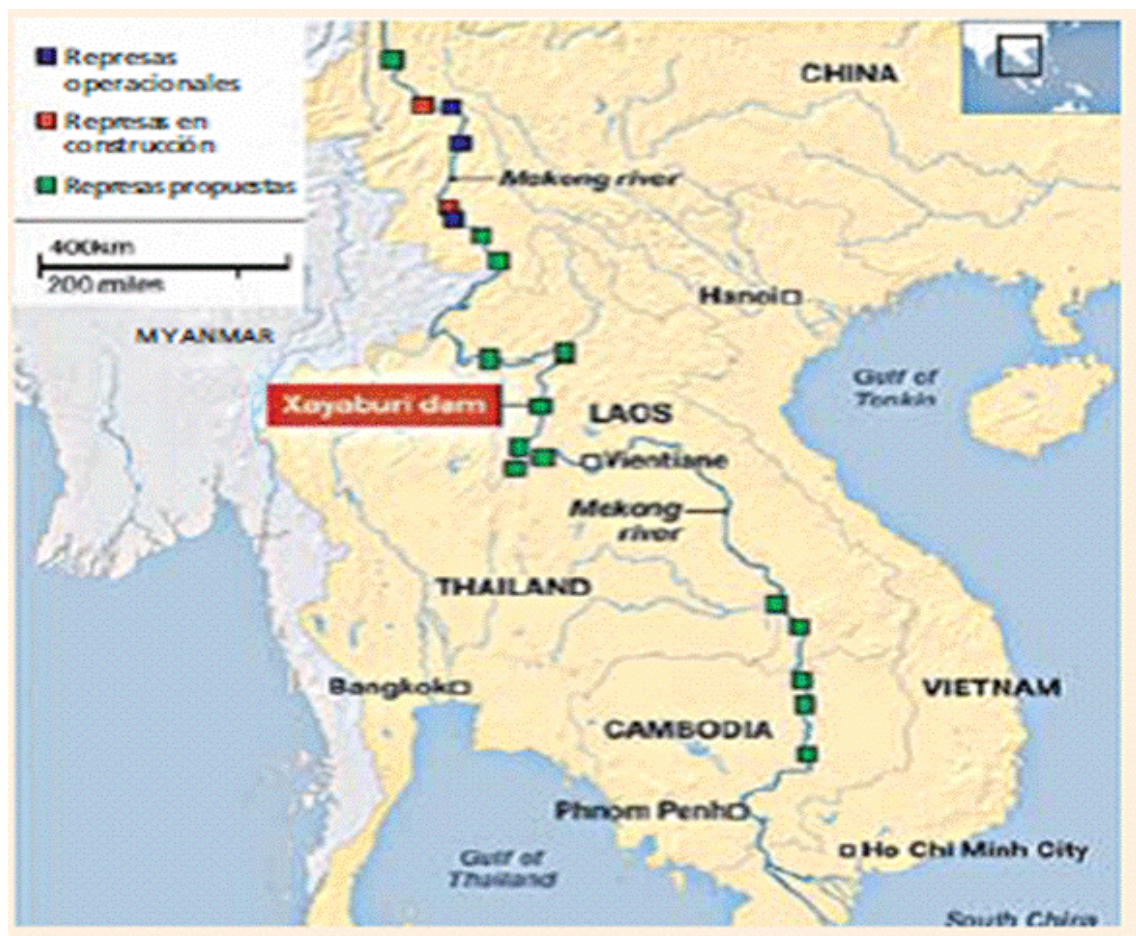 Represas
operacionales
Represas en
construcción
Represas propuestas
400km
200 miles
CHINA
Mekong river
Hanoi
MYANMAR
Gulf of
Tonkin
Xayaburi dam
LAOS
Vientiane
Mekong
river
THAILAND
Bangkok
VIETNAM
CAMBODIA
Phnom Penh
Ho Chi Minh City
Gulf of
Thailand
South China